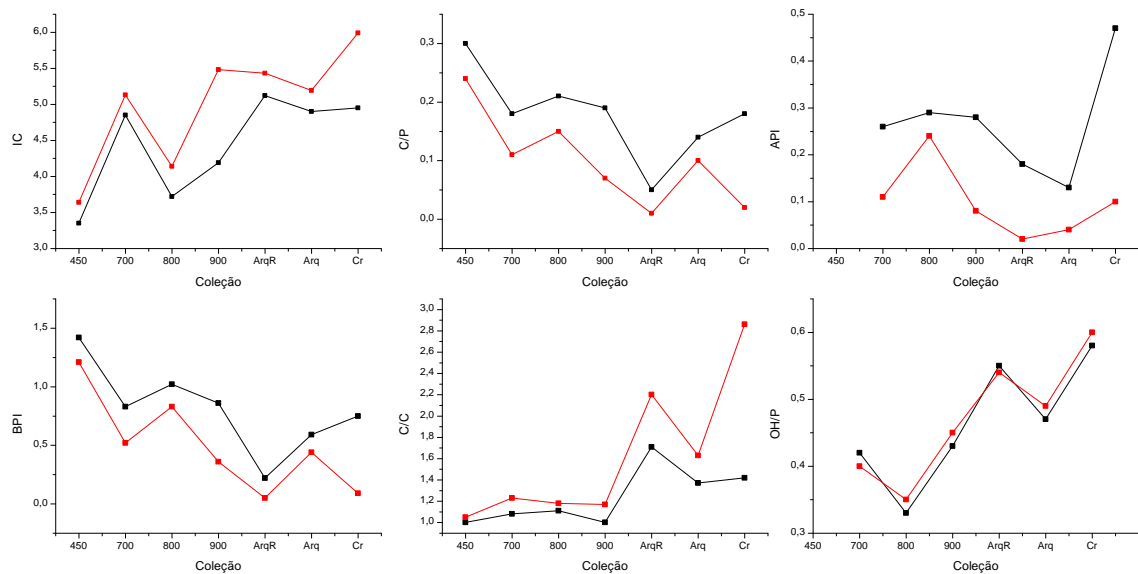 6,0
5,5
5,0
4,5
4,0
3,5
3,0
IC
450 700 800 900 ArqR Arq Cr
Coleção
0,3
0,2
0,1
0,0
C/P
450 700 800 900 ArqR Arq Cr
Coleção
0,5
0,4
0,3
0,2
0,1
0,0
API
450 700 800 900 ArqR Arq Cr
Coleção
1,5
1,0
0,5
0,0
BPI
450 700 800 900 ArqR Arq Cr
Coleção
3,0
2,8
2,6
2,4
2,2
2,0
1,8
1,6
1,4
1,2
1,0
C/C
450 700 800 900 ArqR Arq Cr
Coleção
0,6
0,5
0,4
0,3
OH/P
450 700 800 900 ArqR Arq Cr
Coleção